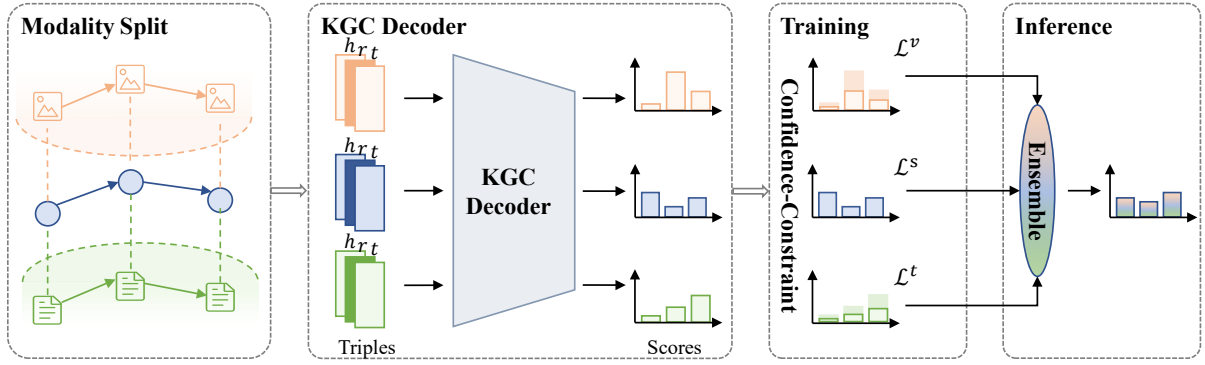 Modality Split
KGC Decoder
h r t
h r t
h r t
KGC
Decoder
Triples
Scores
Training
Confidence-Constraint
ℒ^v
ℒ^s
ℒ^t
Inference
Ensemble